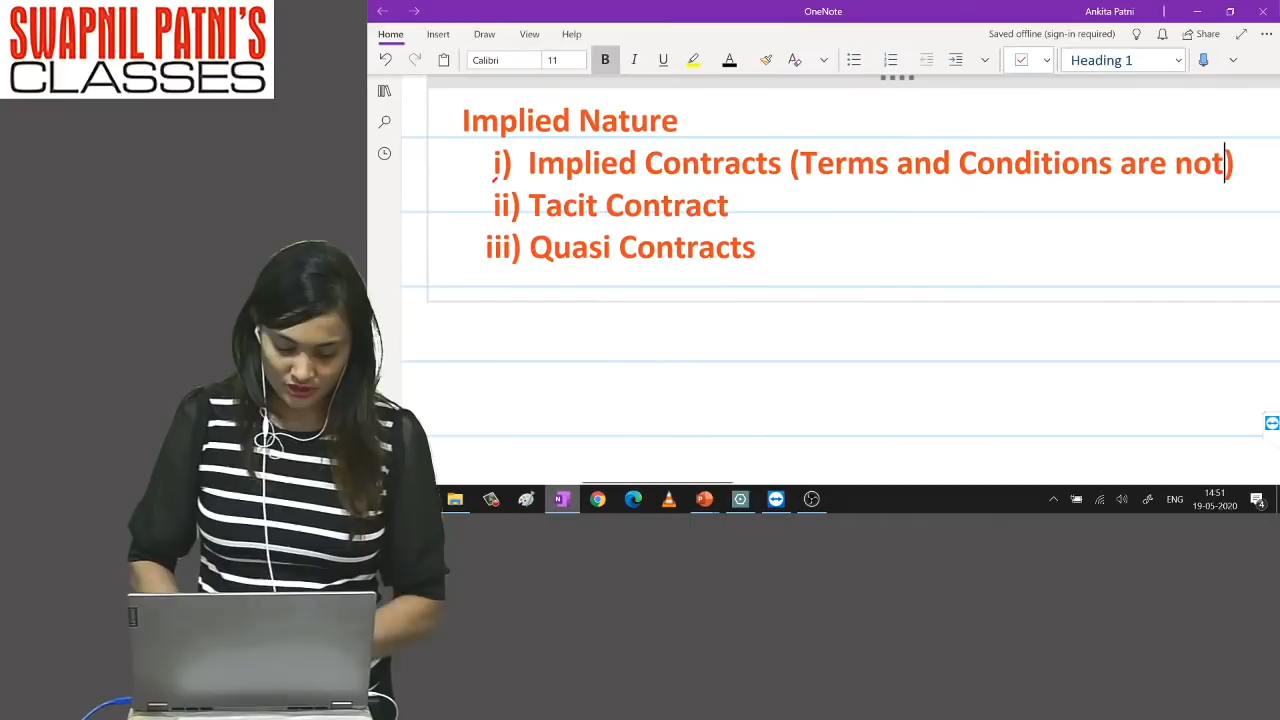 SWAPNIL PATNI'S
CLASSES
OneNote
Ankita Patni
Home Insert Draw View Help
Saved offline (sign-in required)
Share
Calibri 11 B I U A Heading 1
Implied Nature
i) Implied Contracts (Terms and Conditions are not)
ii) Tacit Contract
iii) Quasi Contracts
ENG
14:51
19-05-2020
4